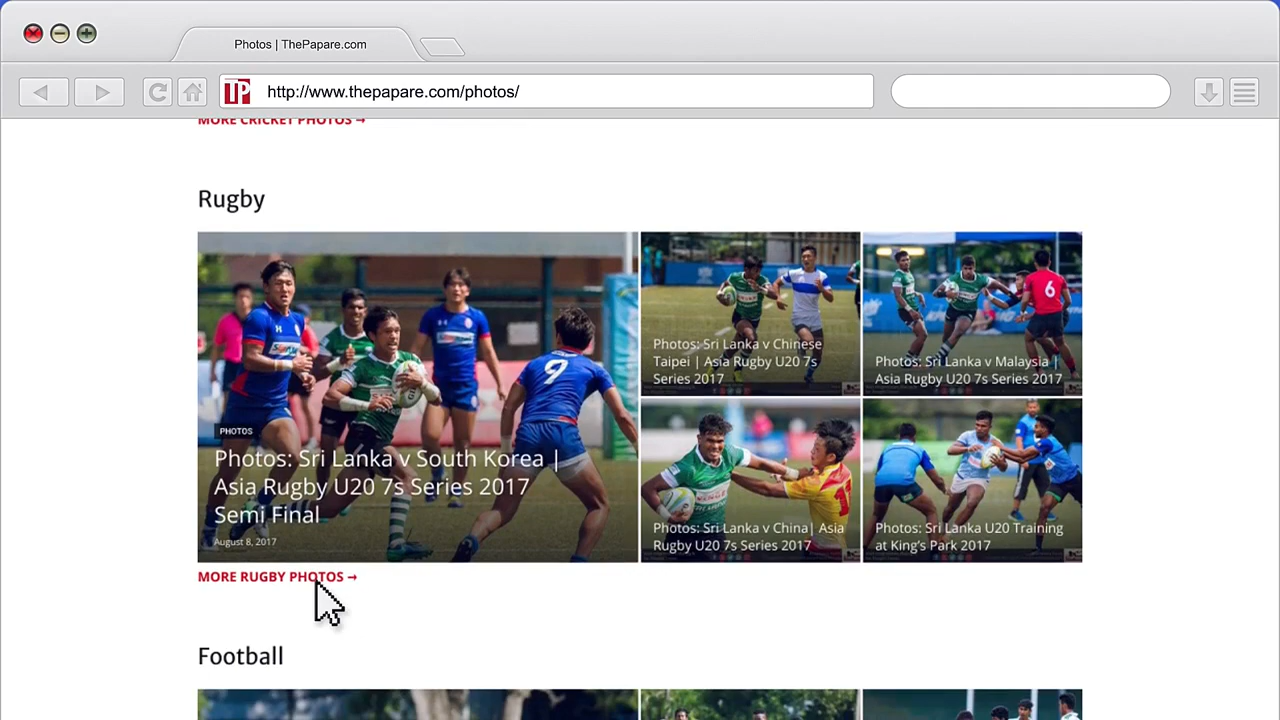 Photos | ThePapare.com
TP
http://www.thepapare.com/photos/
MORE CRICKET PHOTOS →
Rugby
PHOTOS
Photos: Sri Lanka v South Korea |
Asia Rugby U20 7s Series 2017
Semi Final
August 8, 2017
9
Photos: Sri Lanka v Chinese
Taipei | Asia Rugby U20 7s
Series 2017
6
Photos: Sri Lanka v Malaysia |
Asia Rugby U20 7s Series 2017
Photos: Sri Lanka v China| Asia
Rugby U20 7s Series 2017
Photos: Sri Lanka U20 Training
at King's Park 2017
MORE RUGBY PHOTOS →
Football